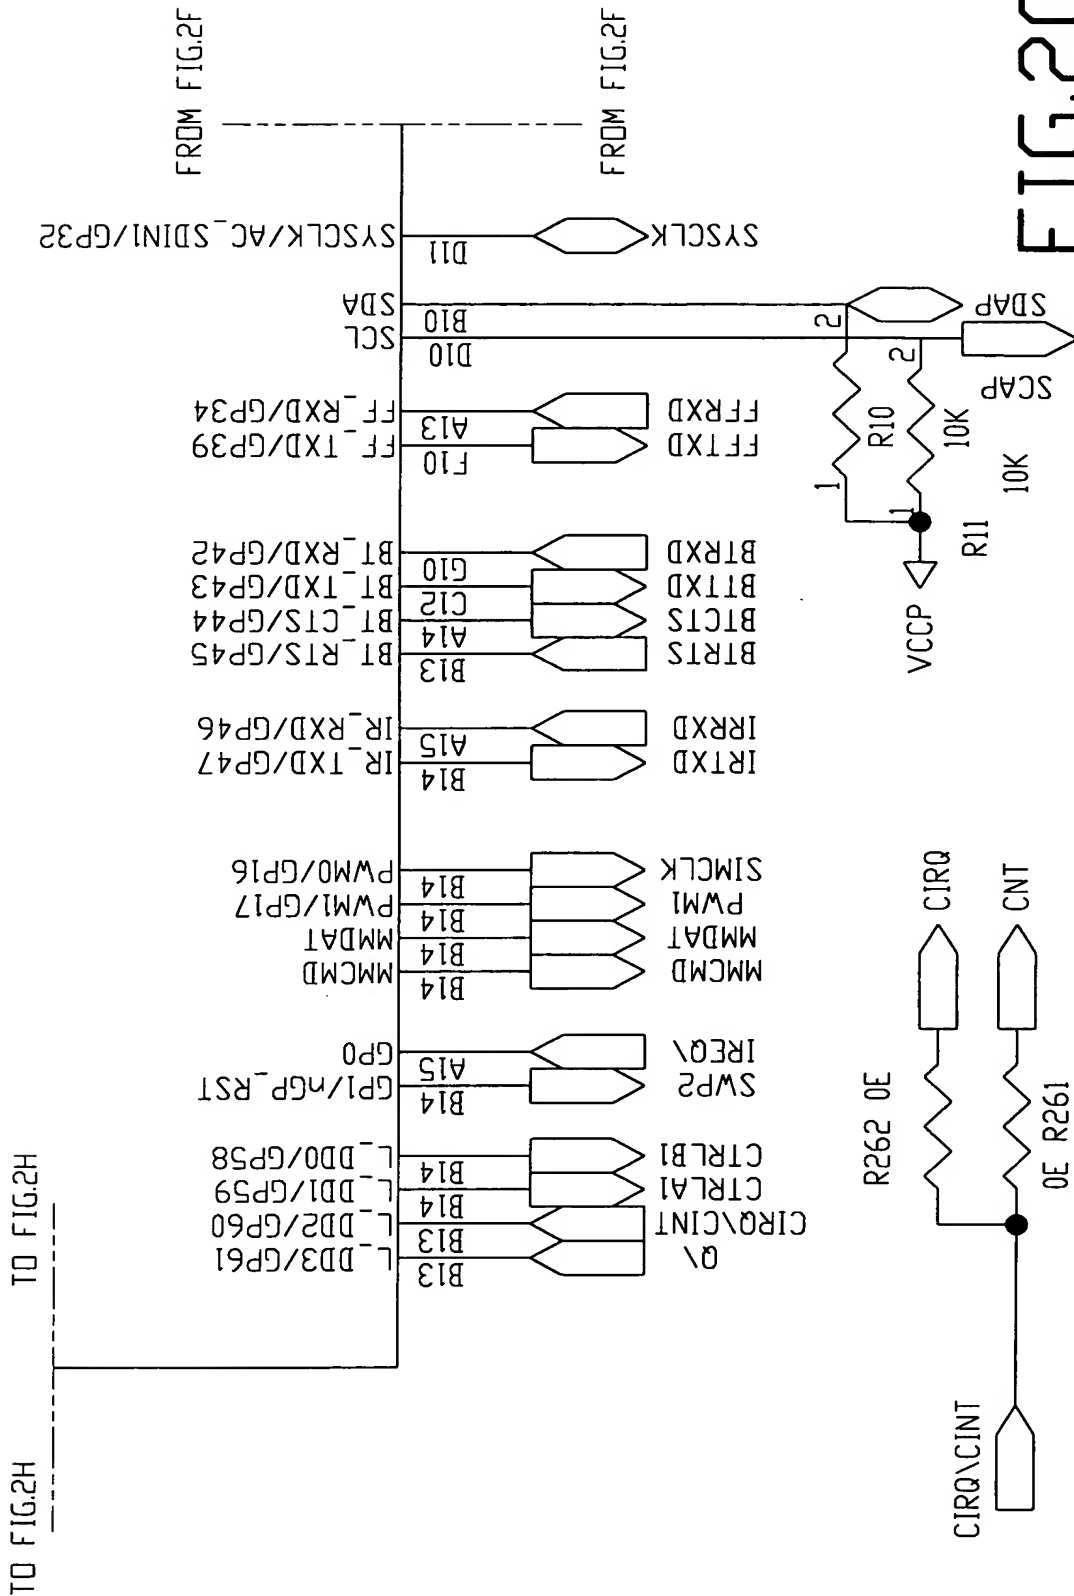 TO FIG.2H
TO FIG.2H
FROM FIG.2F
FROM FIG.2F
SYSCLK/AC_SDIN1/GP32
D11
SYSCLK
SDA
B10
SDAP
SCL
D10
SCAP
FF_RXD/GP34
A13
FFRXD
FF_TXD/GP39
F10
FFTXD
BT_RXD/GP42
G10
BTRXD
BT_TXD/GP43
C12
BTTXD
BT_CTS/GP44
A14
BTCTS
BT_RTS/GP45
B13
BTRTS
IR_RXD/GP46
A15
IRRXD
IR_TXD/GP47
B14
IRTXD
PWM0/GP16
B14
SIMCLK
PWM1/GP17
B14
PWM1
MMDAT
B14
MMDAT
MMCMD
B14
MMCMD
GP0
A15
IREQ/
GP1/nGP_RST
B14
SWP2
L_DD0/GP58
B14
CTRLB1
L_DD1/GP59
B14
CTRLA1
L_DD2/GP60
B13
CIRQ/CINT
L_DD3/GP61
B13
Q/
2
1
R10
10K
2
1
R11
10K
VCCP
CIRQ\CINT
R262 0E
CIRQ
0E R261
CNT